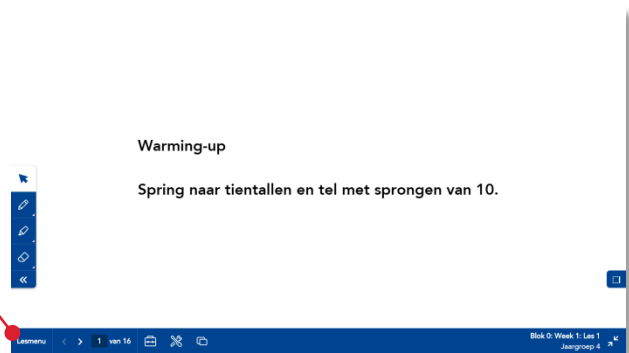 Warming-up
Spring naar tientallen en tel met sprongen van 10.
Lesmenu 1 van 16
Blok 0: Week 1: Les 1
Jaargroep 4